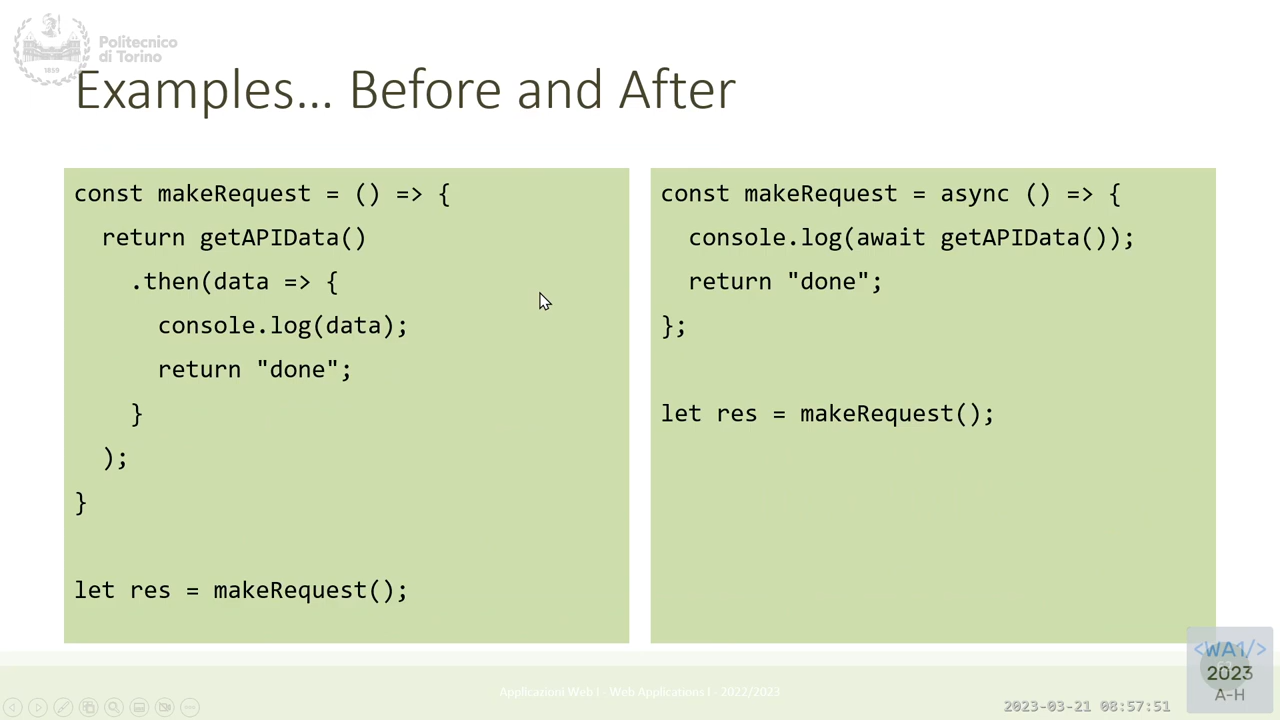 Politecnico
di Torino
1859
Examples... Before and After
const makeRequest = () => {
return getAPIData()
.then(data => {
console.log(data);
return "done";
}
);
}
let res = makeRequest();
const makeRequest = async () => {
console.log(await getAPIData());
return "done";
};
let res = makeRequest();
Applicazioni Web I - Web Applications I - 2022/2023
<WA1/>
2023
A-H
2023-03-21 08:57:51